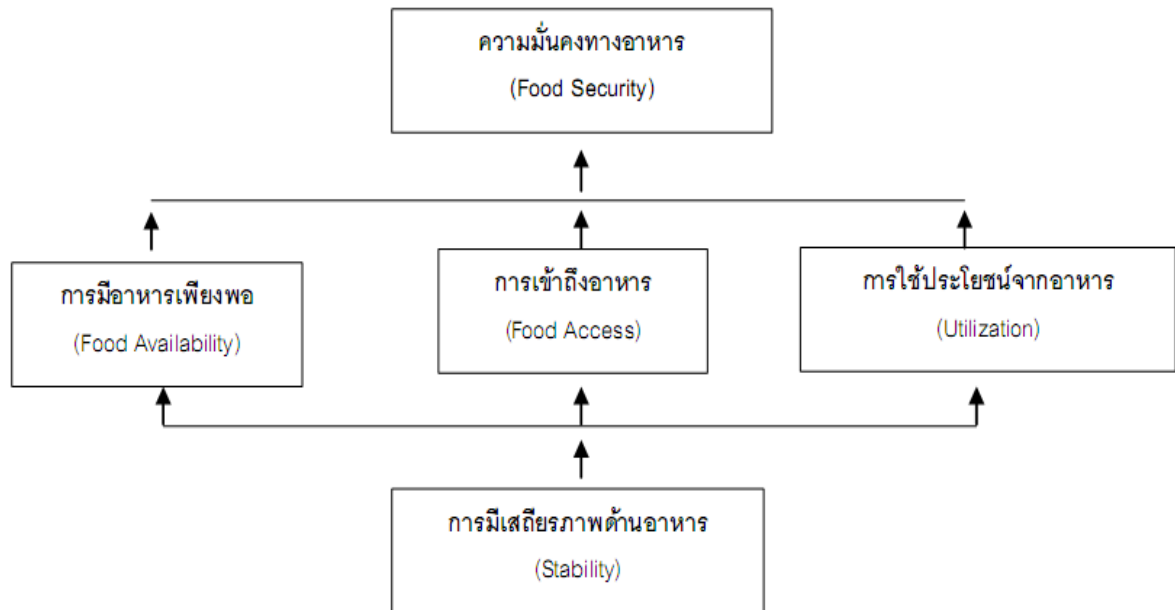 ความมั่นคงทางอาหาร
(Food Security)
การมีอาหารเพียงพอ
(Food Availability)
การเข้าถึงอาหาร
(Food Access)
การใช้ประโยชน์จากอาหาร
(Utilization)
การมีเสถียรภาพด้านอาหาร
(Stability)